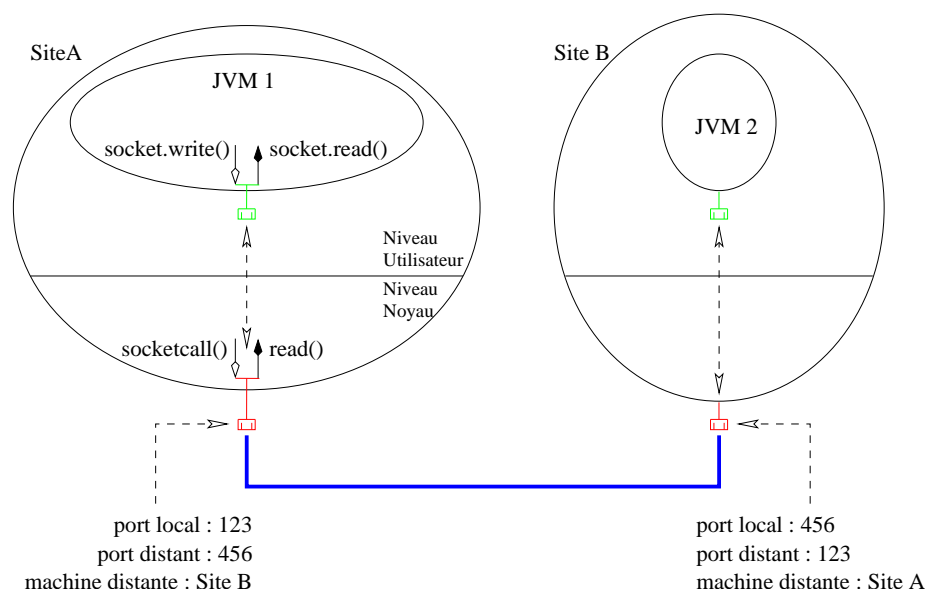 SiteA
Site B
JVM 1
JVM 2
socket.write()
socket.read()
Niveau
Utilisateur
Niveau
Noyau
socketcall()
read()
port local : 123
port distant : 456
machine distante : Site B
port local : 456
port distant : 123
machine distante : Site A